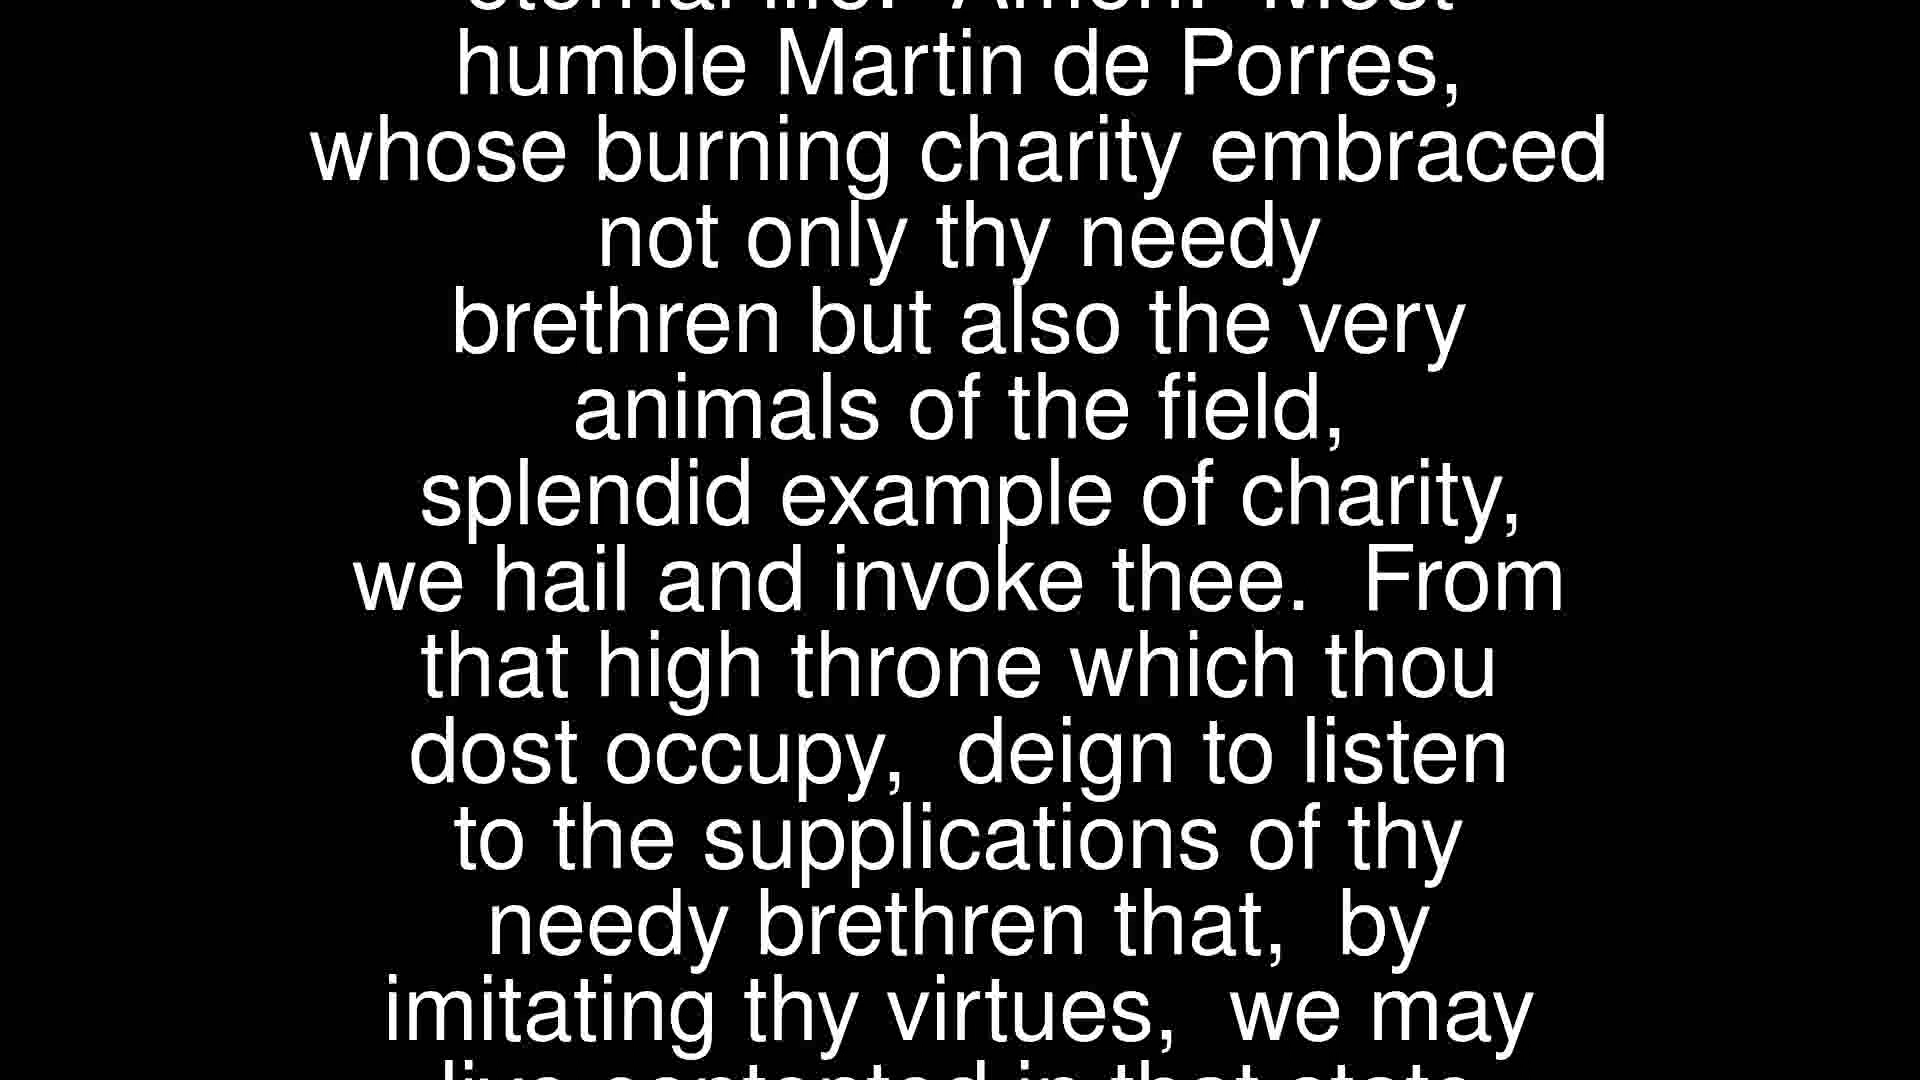 eternal life.  Amen.  Most
humble Martin de Porres,
whose burning charity embraced
not only thy needy
brethren but also the very
animals of the field,
splendid example of charity,
we hail and invoke thee.  From
that high throne which thou
dost occupy,  deign to listen
to the supplications of thy
needy brethren that,  by
imitating thy virtues,  we may
live contented in that state